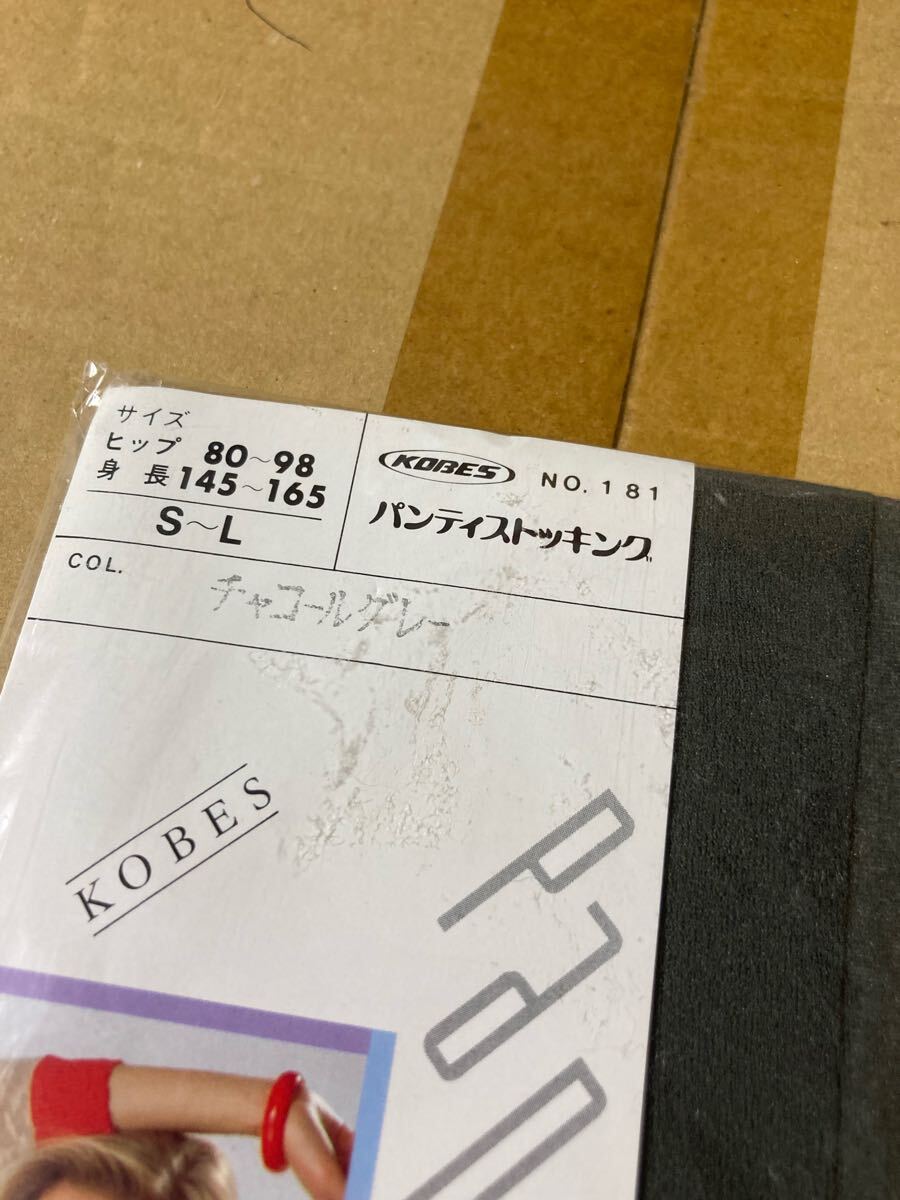 サイズ
ヒップ 80~98
身長 145~165
S~L
KOBES NO.181
パンティストッキング
COL.
チャコールグレー
KOBES